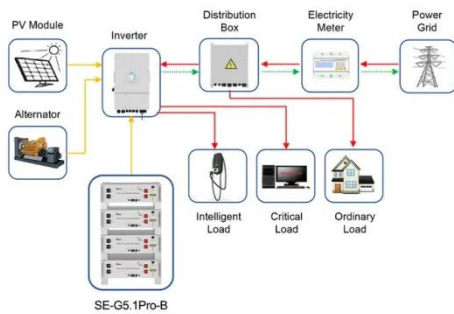 PV Module
Inverter
Distribution
Box
Electricity
Meter
Power
Grid
Alternator
Intelligent
Load
Critical
Load
Ordinary
Load
SE-G5.1Pro-B